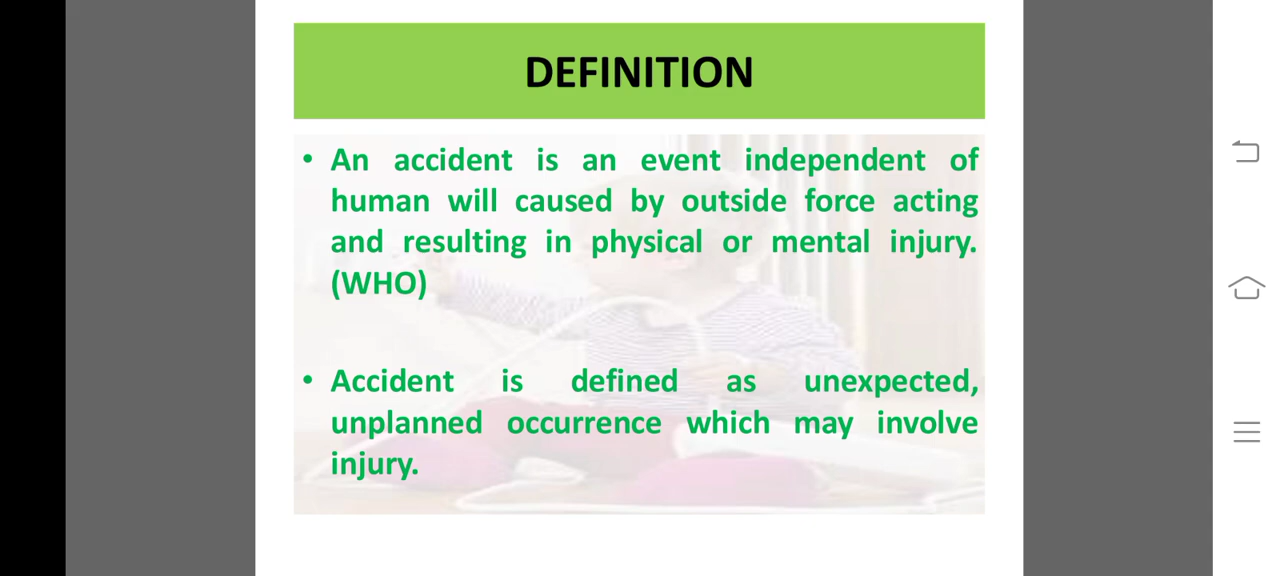 DEFINITION
• An accident is an event independent of
human will caused by outside force acting
and resulting in physical or mental injury.
(WHO)
• Accident is defined as unexpected,
unplanned occurrence which may involve
injury.